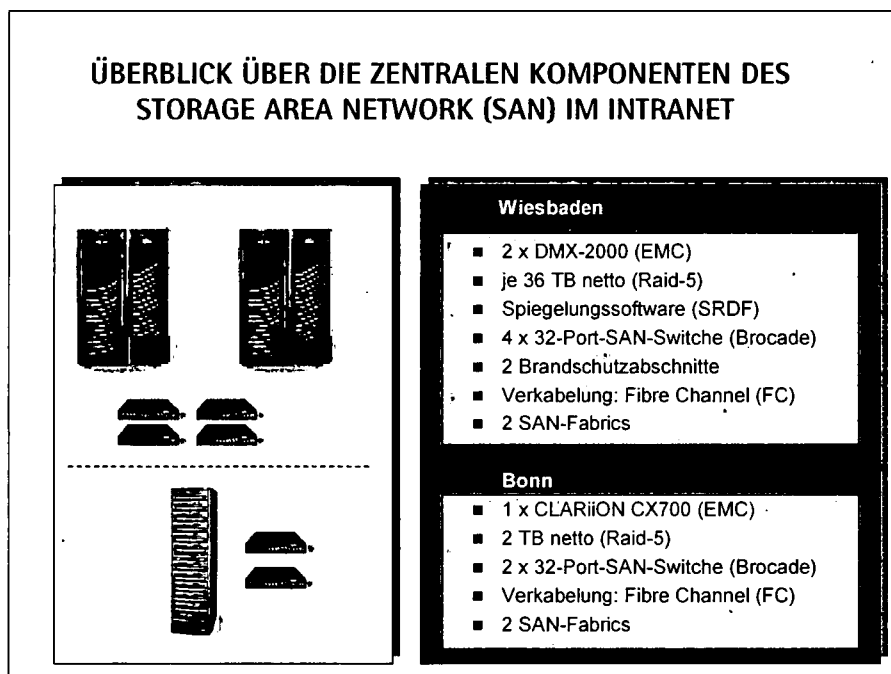 ÜBERBLICK ÜBER DIE ZENTRALEN KOMPONENTEN DES
STORAGE AREA NETWORK (SAN) IM INTRANET
Wiesbaden
■ 2 x DMX-2000 (EMC)
■ je 36 TB netto (Raid-5)
■ Spiegelungssoftware (SRDF)
■ 4 x 32-Port-SAN-Switche (Brocade)
■ 2 Brandschutzabschnitte
■ Verkabelung: Fibre Channel (FC)
■ 2 SAN-Fabrics
Bonn
■ 1 x CLARiiON CX700 (EMC)
■ 2 TB netto (Raid-5)
■ 2 x 32-Port-SAN-Switche (Brocade)
■ Verkabelung: Fibre Channel (FC)
■ 2 SAN-Fabrics